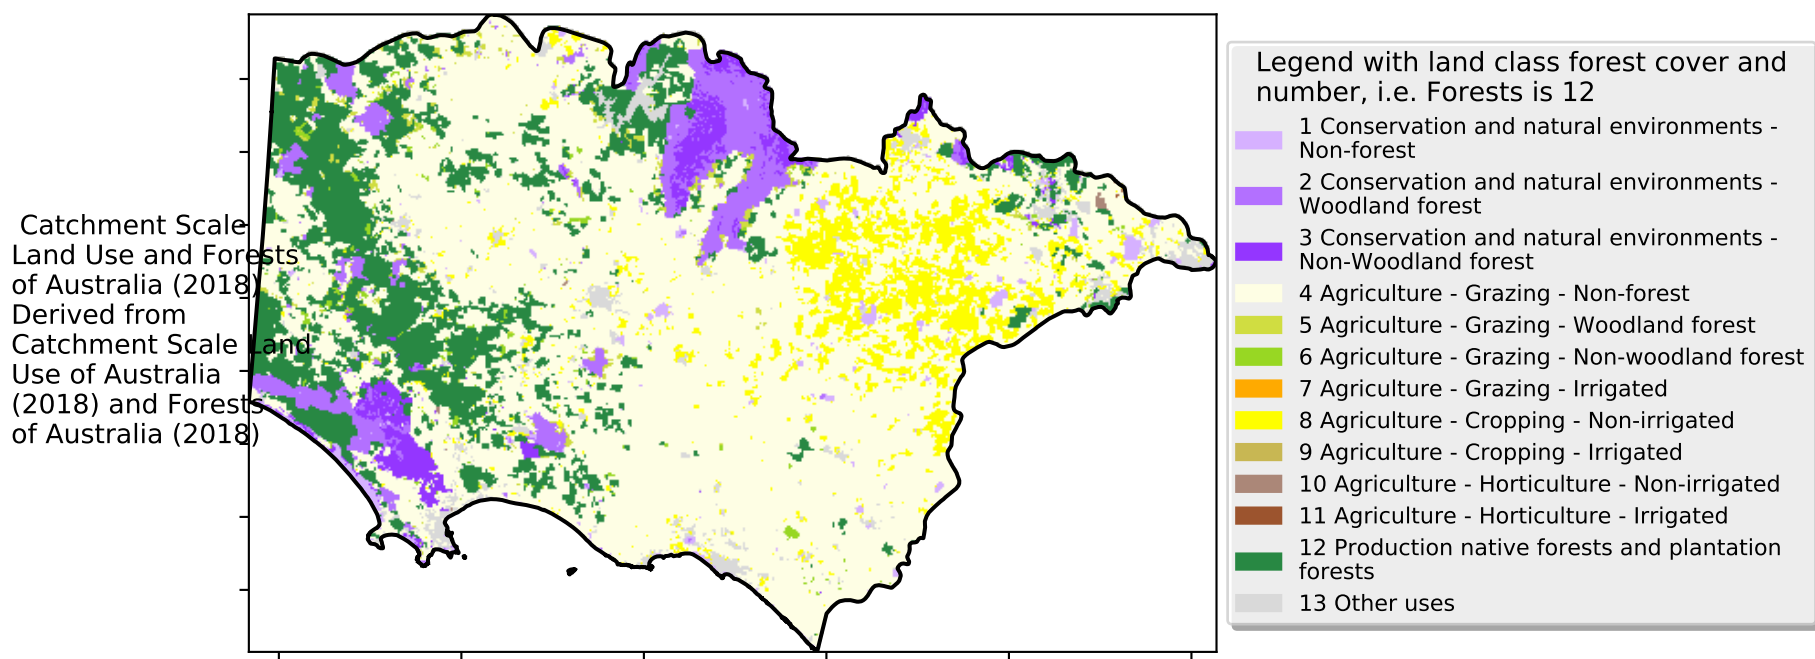 Catchment Scale
Land Use and Forests
of Australia (2018)
Derived from
Catchment Scale Land
Use of Australia
(2018) and Forests
of Australia (2018)
Legend with land class forest cover and
number, i.e. Forests is 12
1 Conservation and natural environments -
Non-forest
2 Conservation and natural environments -
Woodland forest
3 Conservation and natural environments -
Non-Woodland forest
4 Agriculture - Grazing - Non-forest
5 Agriculture - Grazing - Woodland forest
6 Agriculture - Grazing - Non-woodland forest
7 Agriculture - Grazing - Irrigated
8 Agriculture - Cropping - Non-irrigated
9 Agriculture - Cropping - Irrigated
10 Agriculture - Horticulture - Non-irrigated
11 Agriculture - Horticulture - Irrigated
12 Production native forests and plantation
forests
13 Other uses